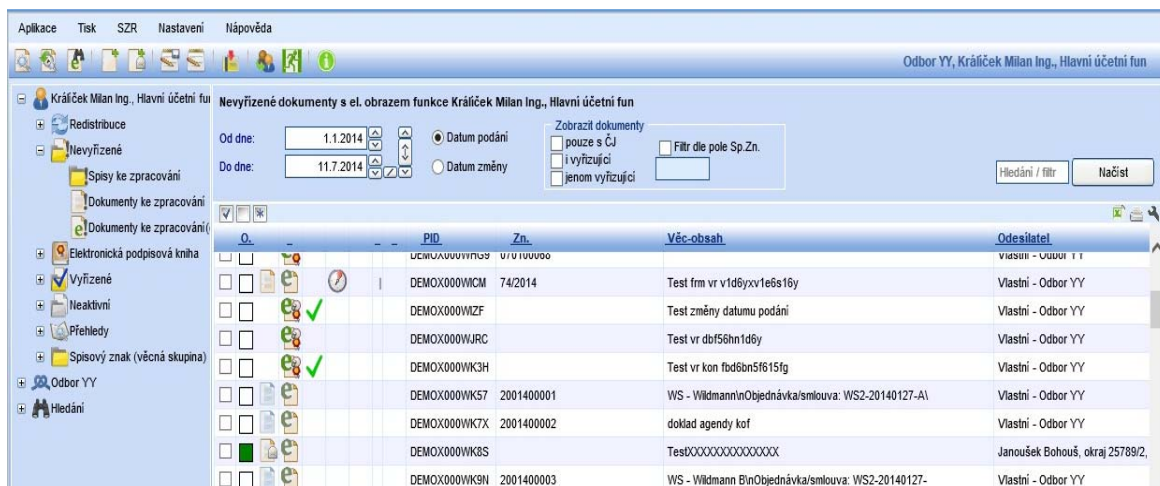 Aplikace Tisk SZR Nastavení Nápověda
Odbor YY, Králíček Milan Ing., Hlavní účetní fun
Králíček Milan Ing., Hlavní účetní fun
Redistribuce
Nevyřízené
Spisy ke zpracování
Dokumenty ke zpracování
Dokumenty ke zpracování(
Elektronická podpisová kniha
Vyřízené
Neaktivní
Přehledy
Spisový znak (věcná skupina)
Odbor YY
Hledání
Nevyřízené dokumenty s el. obrazem funkce Králíček Milan Ing., Hlavní účetní fun
Od dne: 1.1.2014 Datum podání
Do dne: 11.7.2014 Datum změny
Zobrazit dokumenty
pouze s ČJ
i vyřizující
jenom vyřizující
Filtr dle pole Sp.Zn.
Hledání / filtr Načíst
O. PID Zn. Věc-obsah Odesílatel
Vlastní - Odbor YY
DEMOX000WICM 74/2014 Test frm vr v1d6yxv1e6s16y Vlastní - Odbor YY
DEMOX000WIZF Test změny datumu podání Vlastní - Odbor YY
DEMOX000WJRC Test vr dbf56hn1d6y Vlastní - Odbor YY
DEMOX000WK3H Test vr kon fbd6bn5f615fg Vlastní - Odbor YY
DEMOX000WK57 2001400001 WS - Wildmann\nObjednávka/smlouva: WS2-20140127-A\ Vlastní - Odbor YY
DEMOX000WK7X 2001400002 doklad agendy kof Vlastní - Odbor YY
DEMOX000WK8S TestXXXXXXXXXXXXXX Janoušek Bohouš, okraj 25789/2,
DEMOX000WK9N 2001400003 WS - Wildmann B\nObjednávka/smlouva: WS2-20140127- Vlastní - Odbor YY